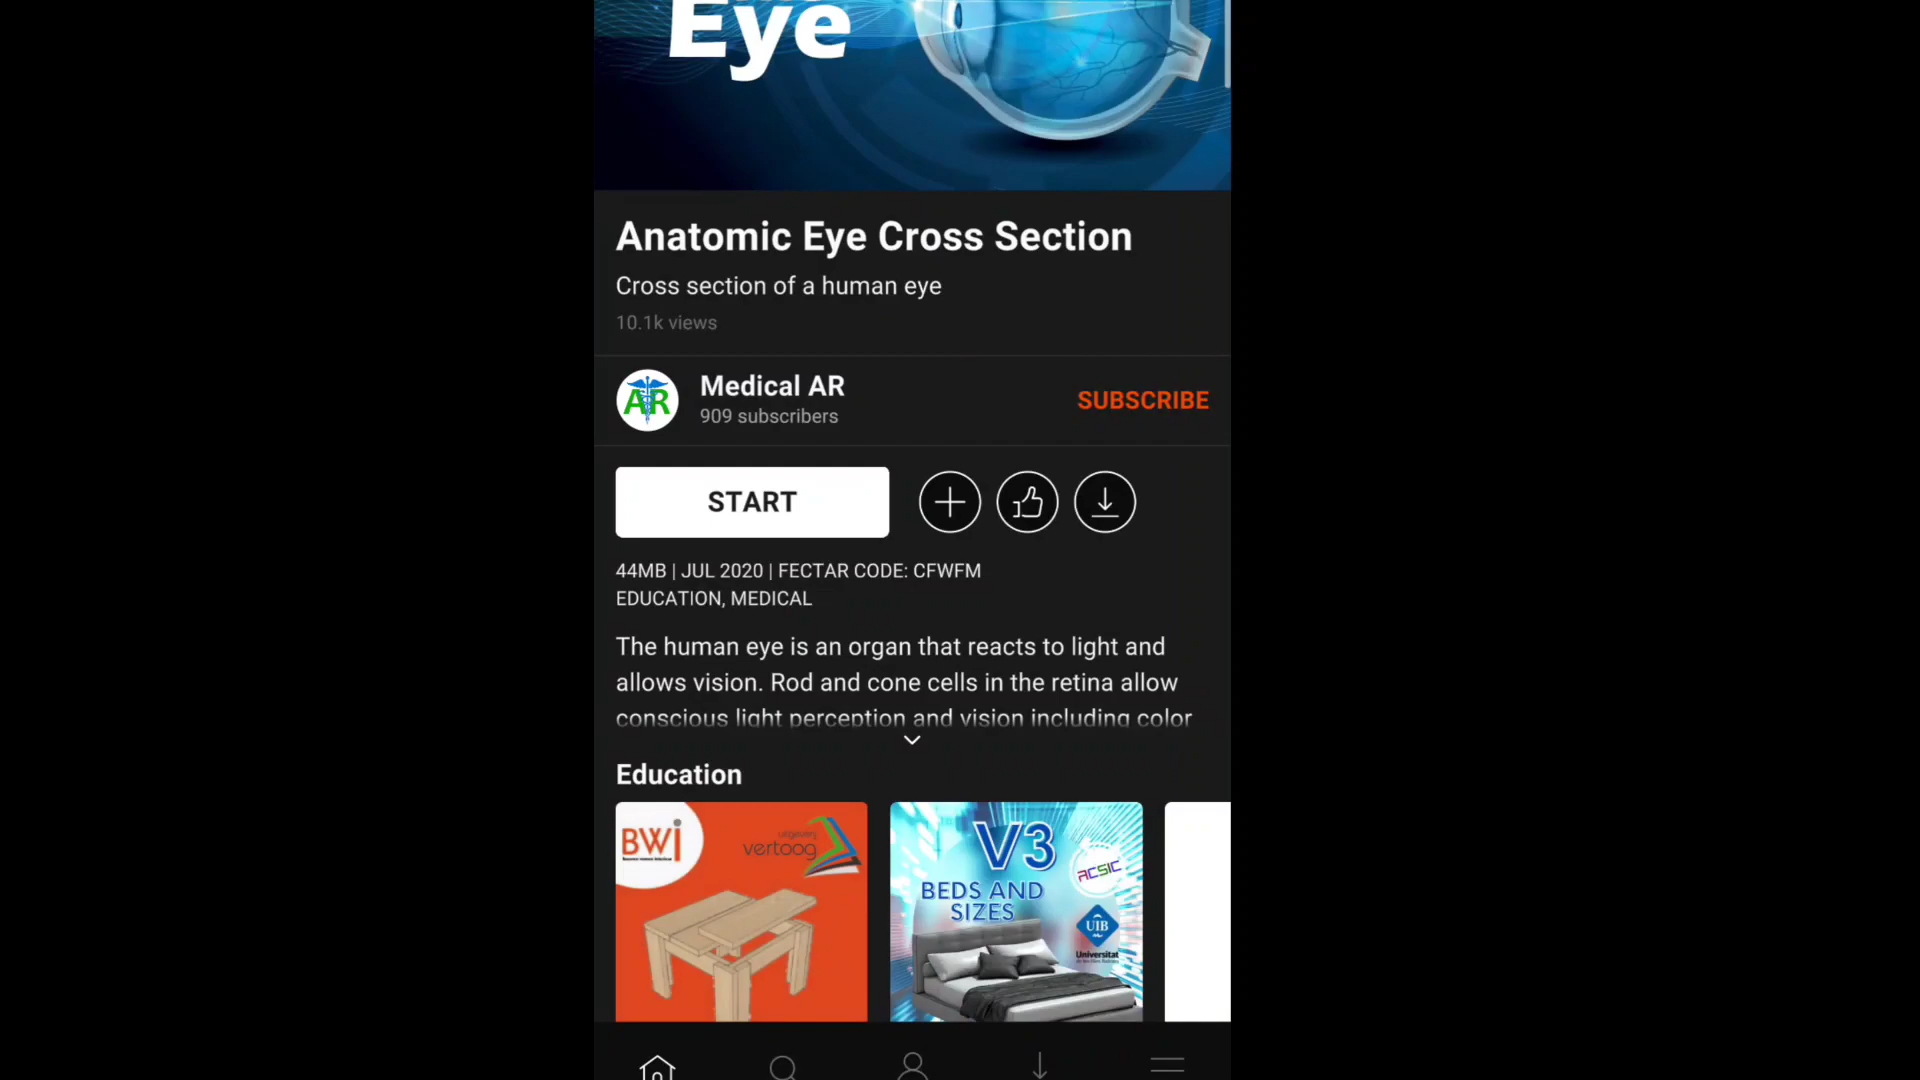 Eye
Anatomic Eye Cross Section
Cross section of a human eye
10.1k views
AR
Medical AR
909 subscribers
SUBSCRIBE
START
44MB | JUL 2020 | FECTAR CODE: CFWFM
EDUCATION, MEDICAL
The human eye is an organ that reacts to light and
allows vision. Rod and cone cells in the retina allow
conscious light perception and vision including color
Education
BWI
uitgeverij
vertoog
V3
BEDS AND
SIZES
ACSIC
UIB
Universitat